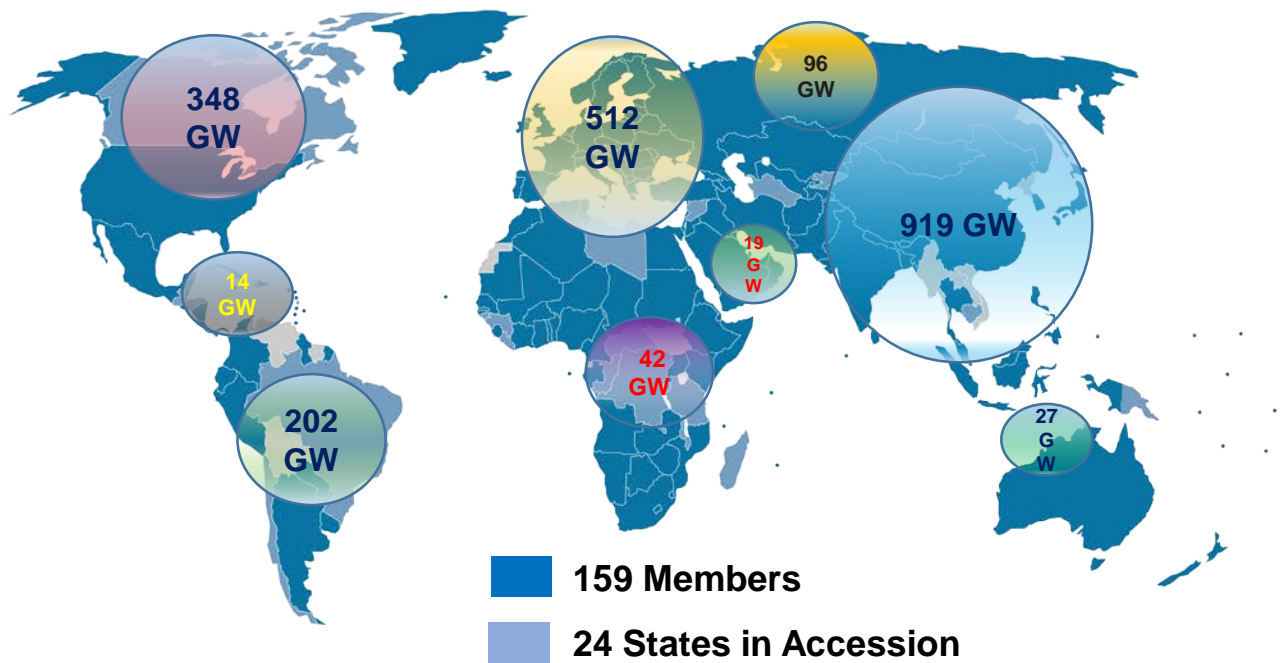 348
GW
512
GW
96
GW
919 GW
14
GW
19
G
W
42
GW
202
GW
27
G
W
159 Members
24 States in Accession